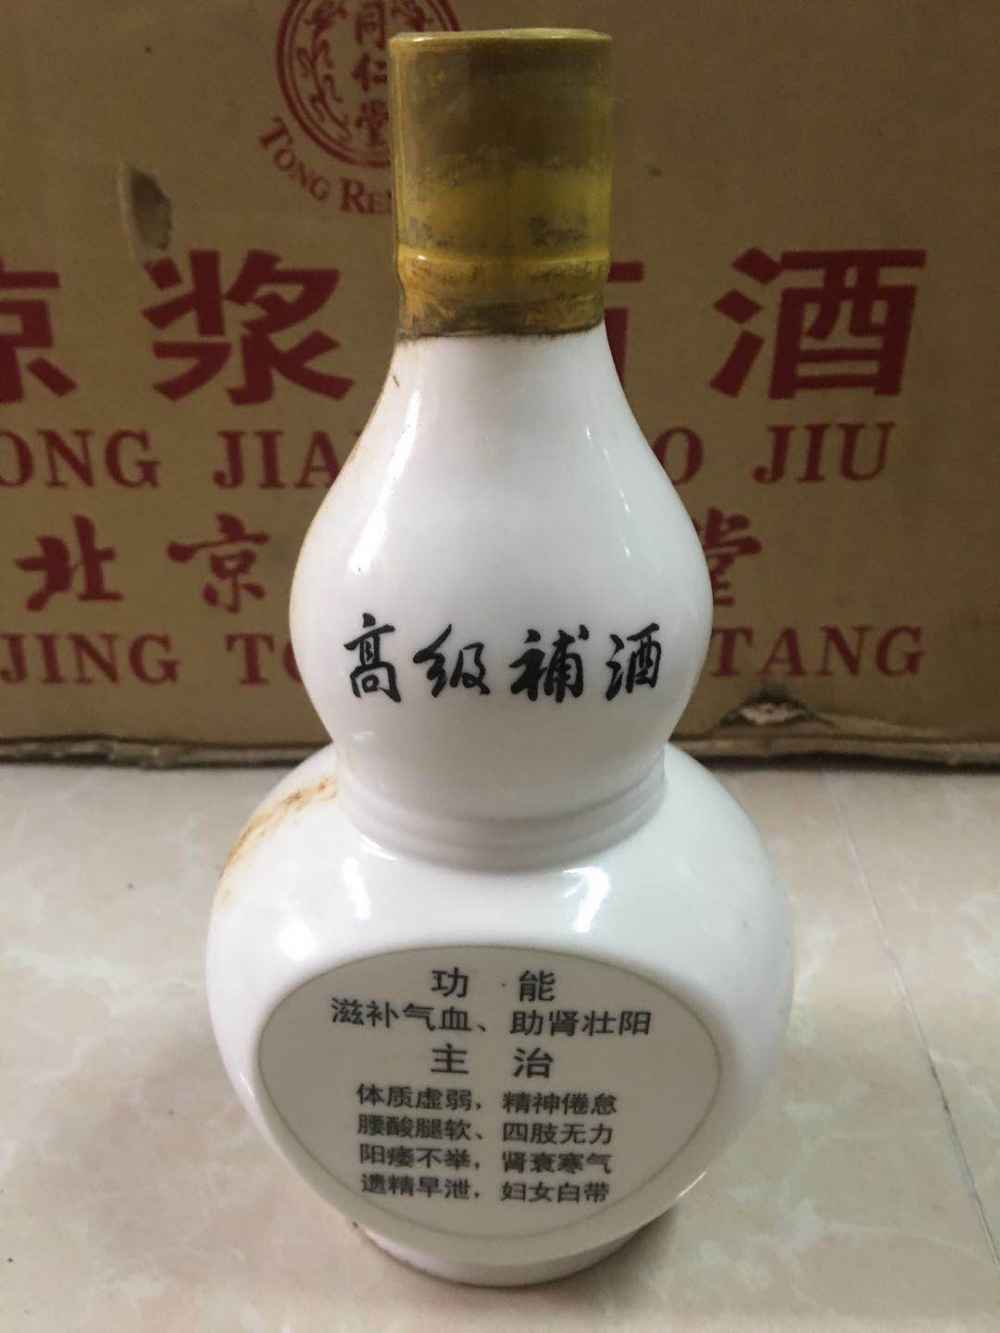 同仁堂
TONG REN
京 浆 酒
ONG JIA O JIU
北京 堂
JING TO TANG
高级補酒
功 能
滋补气血、助肾壮阳
主 治
体质虚弱，精神倦怠
腰酸腿软、四肢无力
阳痿不举，肾衰寒气
遗精早泄，妇女白带